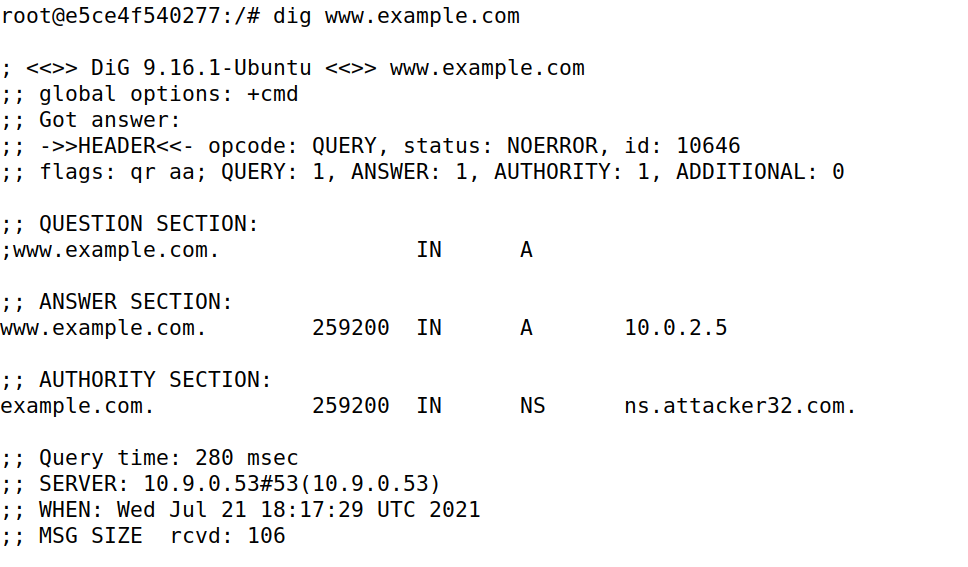 root@e5ce4f540277:/# dig www.example.com
; <<>> DiG 9.16.1-Ubuntu <<>> www.example.com
;; global options: +cmd
;; Got answer:
;; ->>HEADER<<- opcode: QUERY, status: NOERROR, id: 10646
;; flags: qr aa; QUERY: 1, ANSWER: 1, AUTHORITY: 1, ADDITIONAL: 0
;; QUESTION SECTION:
;www.example.com.               IN      A
;; ANSWER SECTION:
www.example.com.        259200  IN      A       10.0.2.5
;; AUTHORITY SECTION:
example.com.            259200  IN      NS      ns.attacker32.com.
;; Query time: 280 msec
;; SERVER: 10.9.0.53#53(10.9.0.53)
;; WHEN: Wed Jul 21 18:17:29 UTC 2021
;; MSG SIZE  rcvd: 106